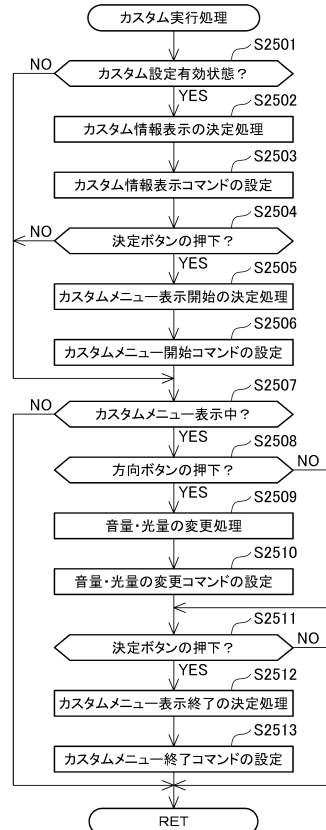 カスタム実行処理
S2501
NO
カスタム設定有効状態？
YES
S2502
カスタム情報表示の決定処理
S2503
カスタム情報表示コマンドの設定
S2504
NO
決定ボタンの押下？
YES
S2505
カスタムメニュー表示開始の決定処理
S2506
カスタムメニュー開始コマンドの設定
S2507
NO
カスタムメニュー表示中？
YES
S2508
方向ボタンの押下？
NO
YES
S2509
音量・光量の変更処理
S2510
音量・光量の変更コマンドの設定
S2511
決定ボタンの押下？
NO
YES
S2512
カスタムメニュー表示終了の決定処理
S2513
カスタムメニュー終了コマンドの設定
RET